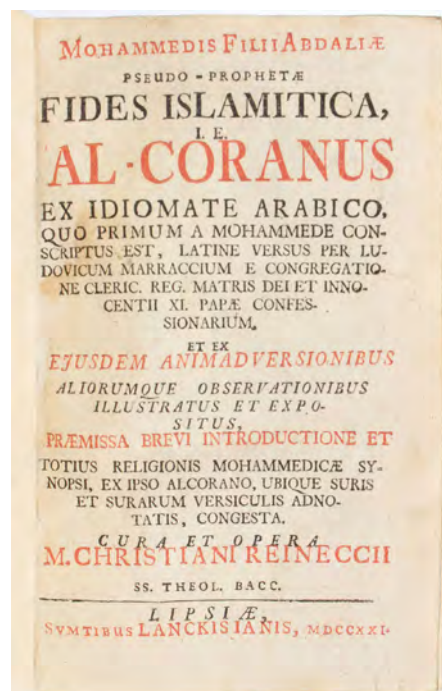 MOHAMMEDIS FILII ABDALIÆ
PSEUDO-PROPHETÆ
FIDES ISLAMITICA,
I. E.
AL-CORANUS
EX IDIOMATE ARABICO,
QUO PRIMUM A MOHAMMEDE CON-
SCRIPTUS EST, LATINE VERSUS PER LU-
DOVICUM MARRACCIUM E CONGREGATIO-
NE CLERIC. REG. MATRIS DEI ET INNO-
CENTII XI. PAPÆ CONFES-
SIONARIUM.
ET EX
EJUSDEM ANIMADVERSIONIBUS
ALIORUMQUE OBSERVATIONIBUS
ILLUSTRATUS ET EXPO-
SITUS,
PRÆMISSA BREVI INTRODUCTIONE ET
TOTIUS RELIGIONIS MOHAMMEDICÆ SY-
NOPSI, EX IPSO ALCORANO, UBIQUE SURIS
ET SURARUM VERSICULIS ADNO-
TATIS, CONGESTA.
CURA ET OPERA
M. CHRISTIANI REINECCII
SS. THEOL. BACC.
LIPSIÆ,
SVMTIBUS LANCKISIANIS, MDCCXXI.